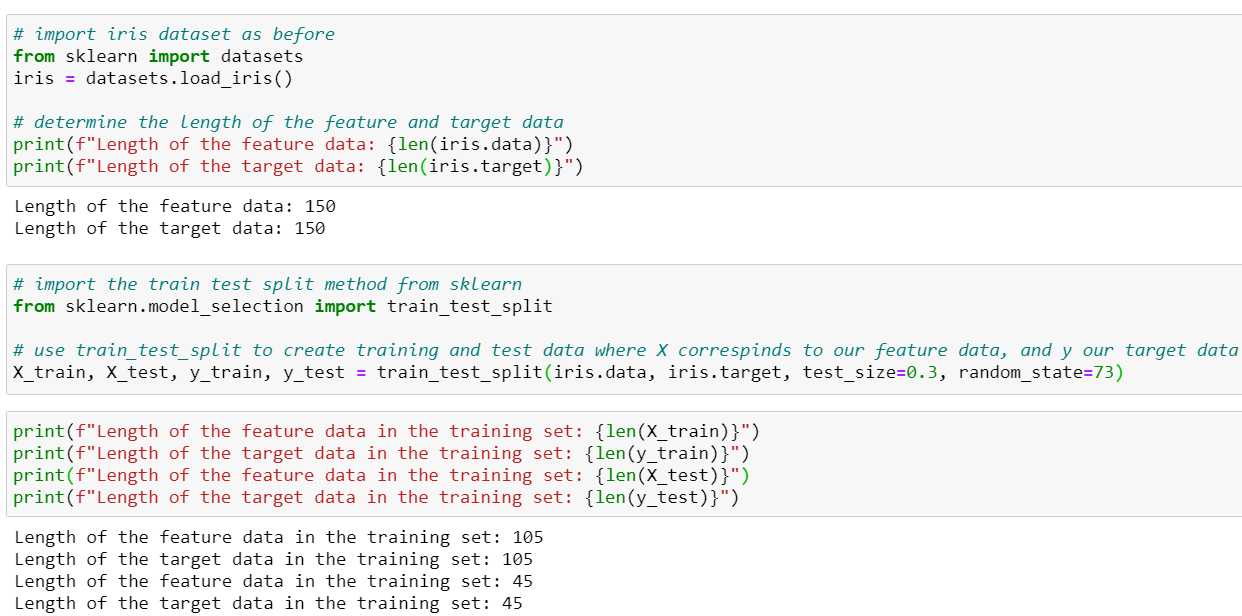 # import iris dataset as before
from sklearn import datasets
iris = datasets.load_iris()
# determine the length of the feature and target data
print(f"Length of the feature data: {len(iris.data)}")
print(f"Length of the target data: {len(iris.target)}")
Length of the feature data: 150
Length of the target data: 150
# import the train test split method from sklearn
from sklearn.model_selection import train_test_split
# use train_test_split to create training and test data where X correspinds to our feature data, and y our target data
X_train, X_test, y_train, y_test = train_test_split(iris.data, iris.target, test_size=0.3, random_state=73)
print(f"Length of the feature data in the training set: {len(X_train)}")
print(f"Length of the target data in the training set: {len(y_train)}")
print(f"Length of the feature data in the training set: {len(X_test)}")
print(f"Length of the target data in the training set: {len(y_test)}")
Length of the feature data in the training set: 105
Length of the target data in the training set: 105
Length of the feature data in the training set: 45
Length of the target data in the training set: 45